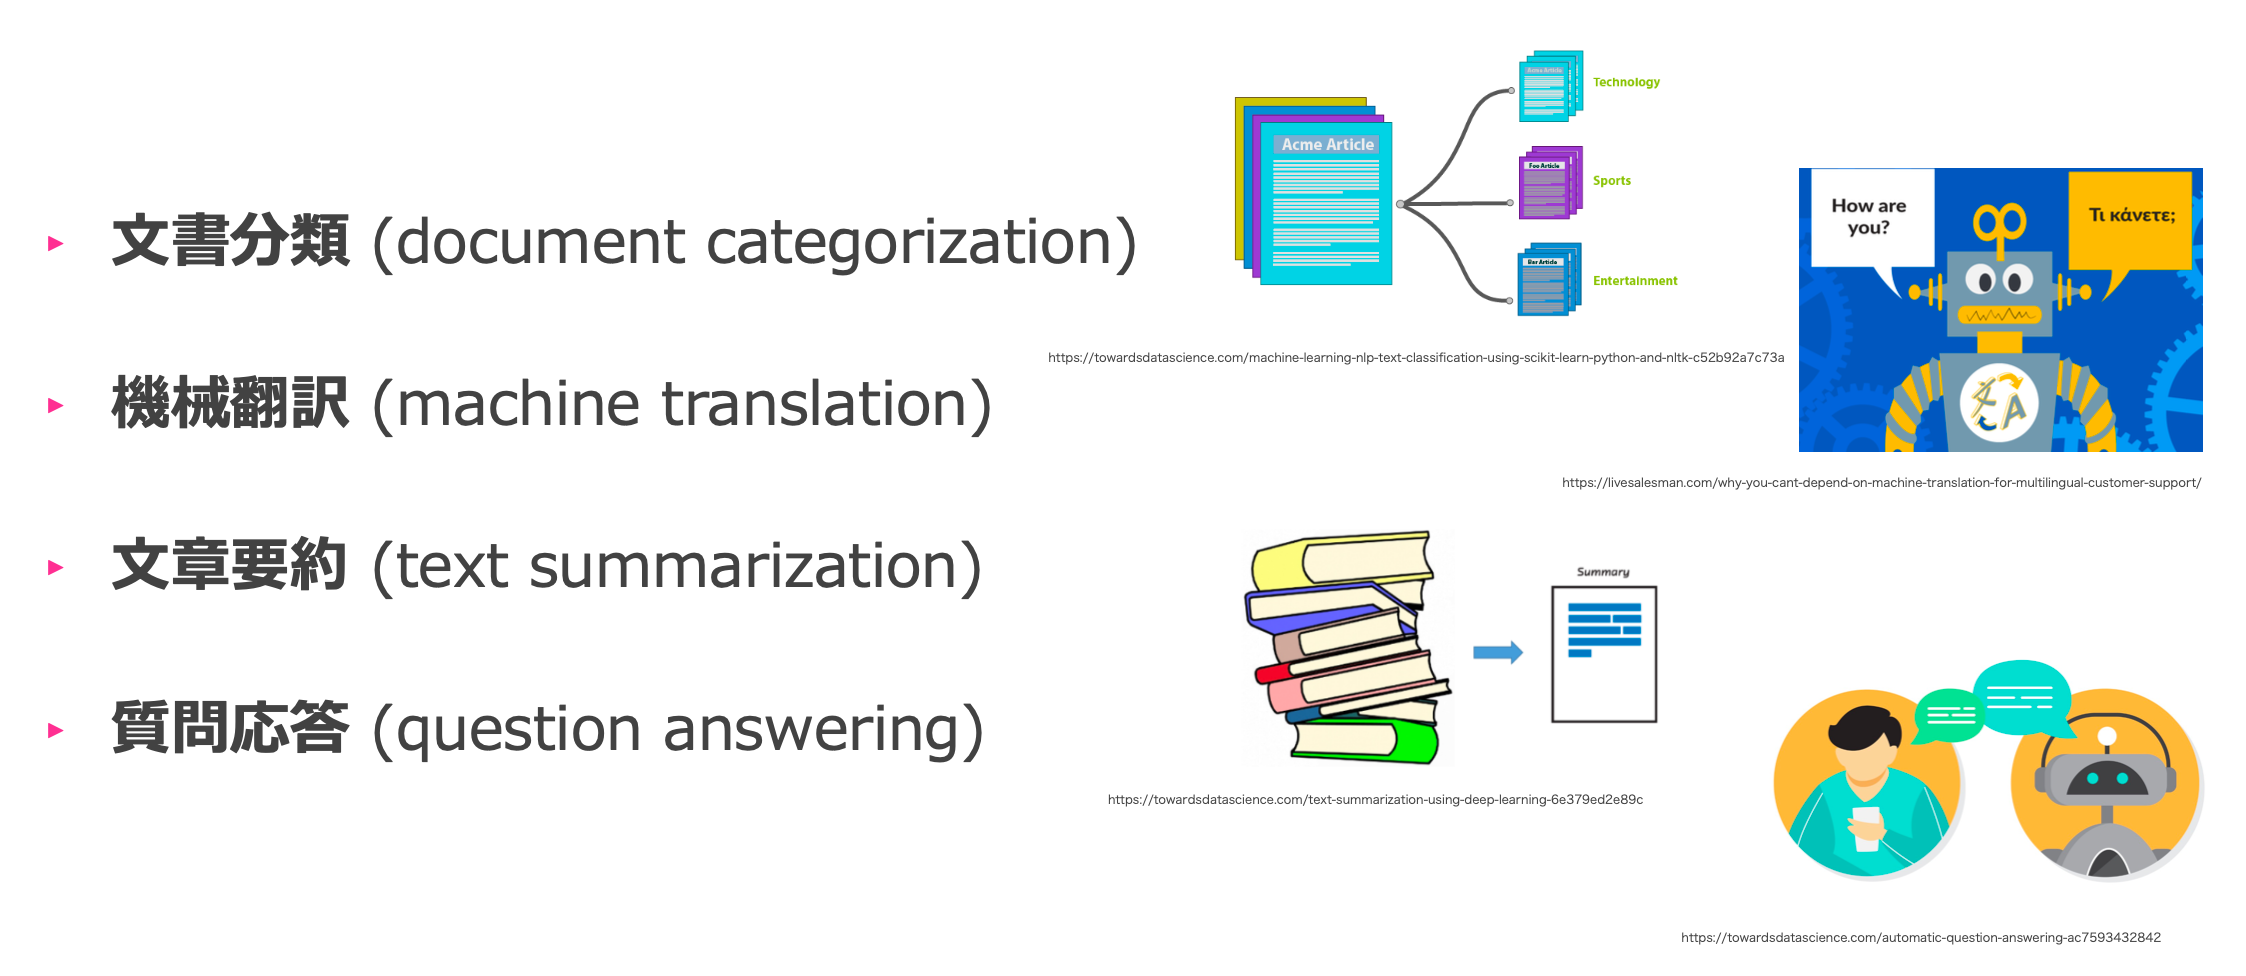 ▸ 文書分類 (document categorization)
▸ 機械翻訳 (machine translation)
▸ 文章要約 (text summarization)
▸ 質問応答 (question answering)
Acme Article
Acme Article
Technology
Foo Article
Sports
Bar Article
Entertainment
https://towardsdatascience.com/machine-learning-nlp-text-classification-using-scikit-learn-python-and-nltk-c52b92a7c73a
How are
you?
Τι κάνετε;
A
https://livesalesman.com/why-you-cant-depend-on-machine-translation-for-multilingual-customer-support/
Summary
https://towardsdatascience.com/text-summarization-using-deep-learning-6e379ed2e89c
https://towardsdatascience.com/automatic-question-answering-ac7593432842